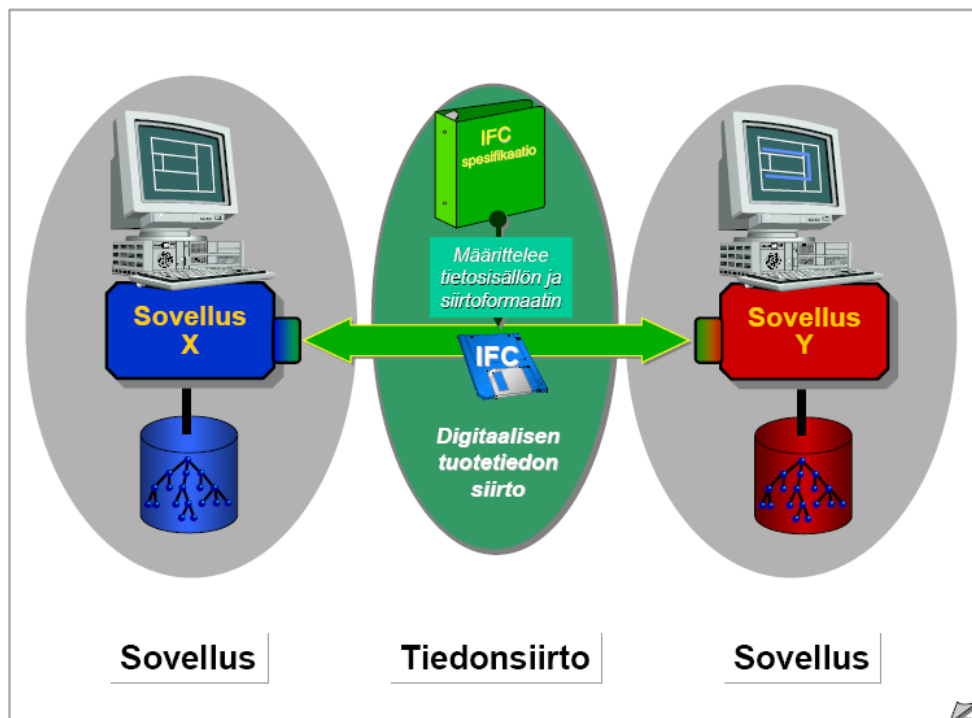 IFC
spesifikaatio
Määrittelee
tietosisällön ja
siirtoformaatin
Sovellus
X
IFC
Sovellus
Y
Digitaalisen
tuotetiedon
siirto
Sovellus
Tiedonsiirto
Sovellus